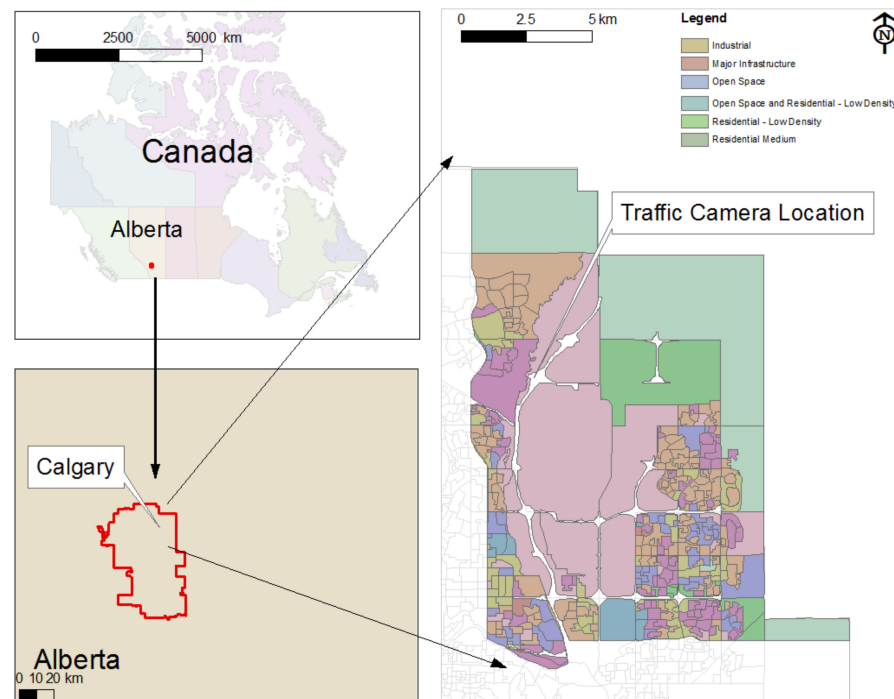 0 2500 5000 km
Canada
Alberta
Calgary
Alberta
0 10 20 km
0 2.5 5 km
Legend
N
Industrial
Major Infrastructure
Open Space
Open Space and Residential - Low Density
Residential - Low Density
Residential Medium
Traffic Camera Location